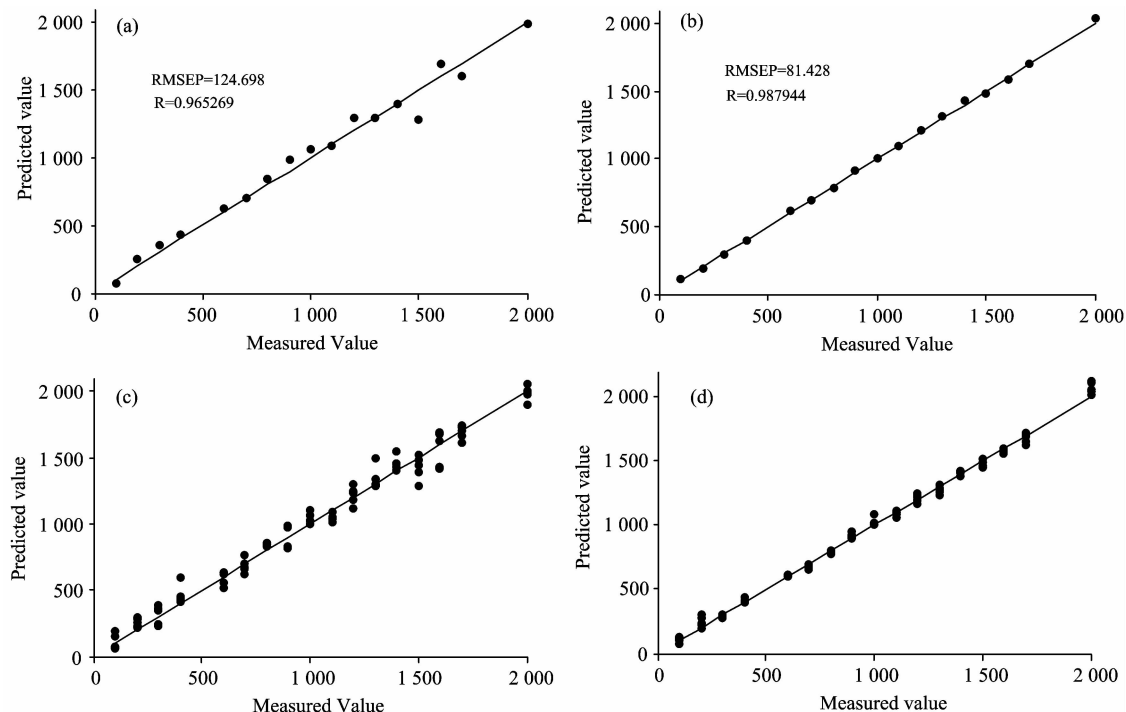 (a)
RMSEP=124.698
R=0.965269
2 000
1 500
1 000
500
0
Predicted value
0 500 1 000 1 500 2 000
Measured Value
(b)
RMSEP=81.428
R=0.987944
2 000
1 500
1 000
500
0
Predicted value
0 500 1 000 1 500 2 000
Measured Value
(c)
2 000
1 500
1 000
500
0
Predicted value
0 500 1 000 1 500 2 000
Measured Value
(d)
2 000
1 500
1 000
500
0
Predicted value
0 500 1 000 1 500 2 000
Measured value